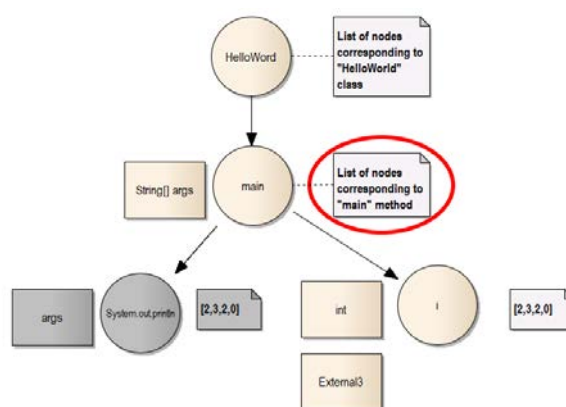 HelloWord
List of nodes
corresponding to
"HelloWorld"
class
String[] args
main
List of nodes
corresponding to
"main" method
args
System.out.println
[2,3,2,0]
int
i
[2,3,2,0]
External3